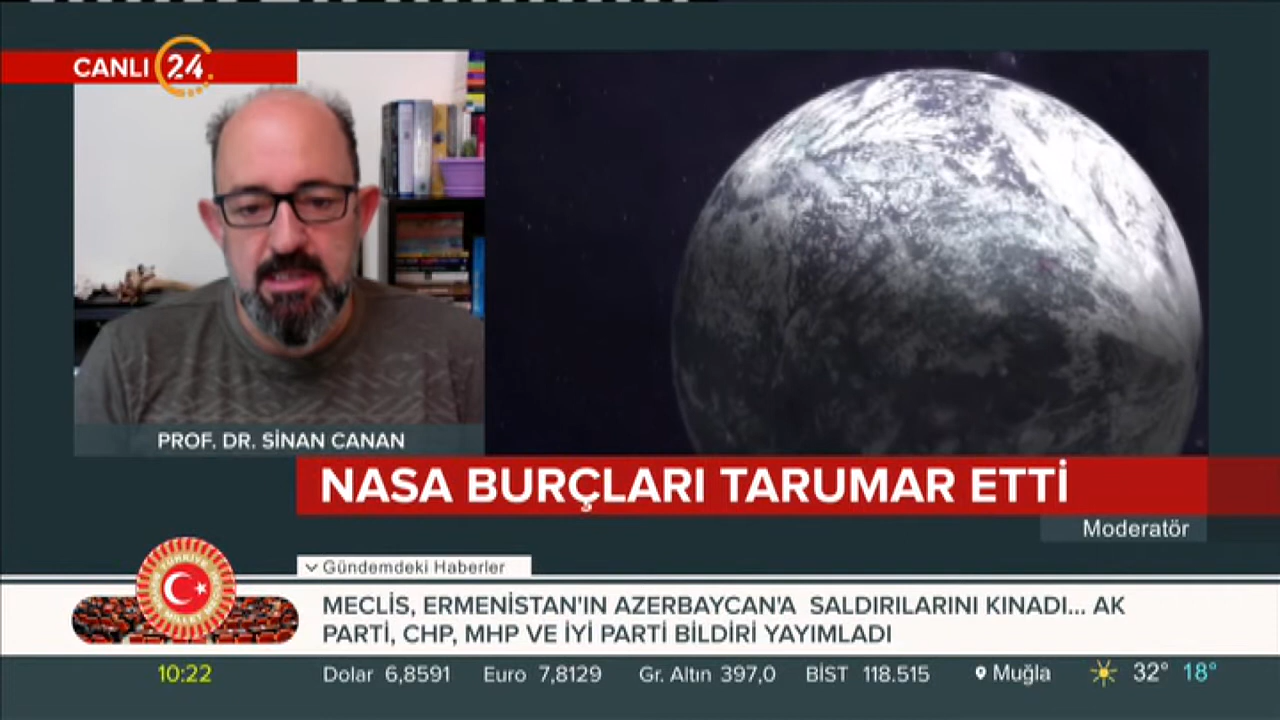 CANLI 24
PROF. DR. SİNAN CANAN
NASA BURÇLARI TARUMAR ETTİ
Moderatör
Gündemdeki Haberler
MECLİS, ERMENİSTAN'IN AZERBAYCAN'A SALDIRILARINI KINADI... AK
PARTİ, CHP, MHP VE İYİ PARTİ BİLDİRİ YAYIMLADI
10:22 Dolar 6,8591 Euro 7,8129 Gr. Altın 397,0 BİST 118.515 Muğla 32° 18°